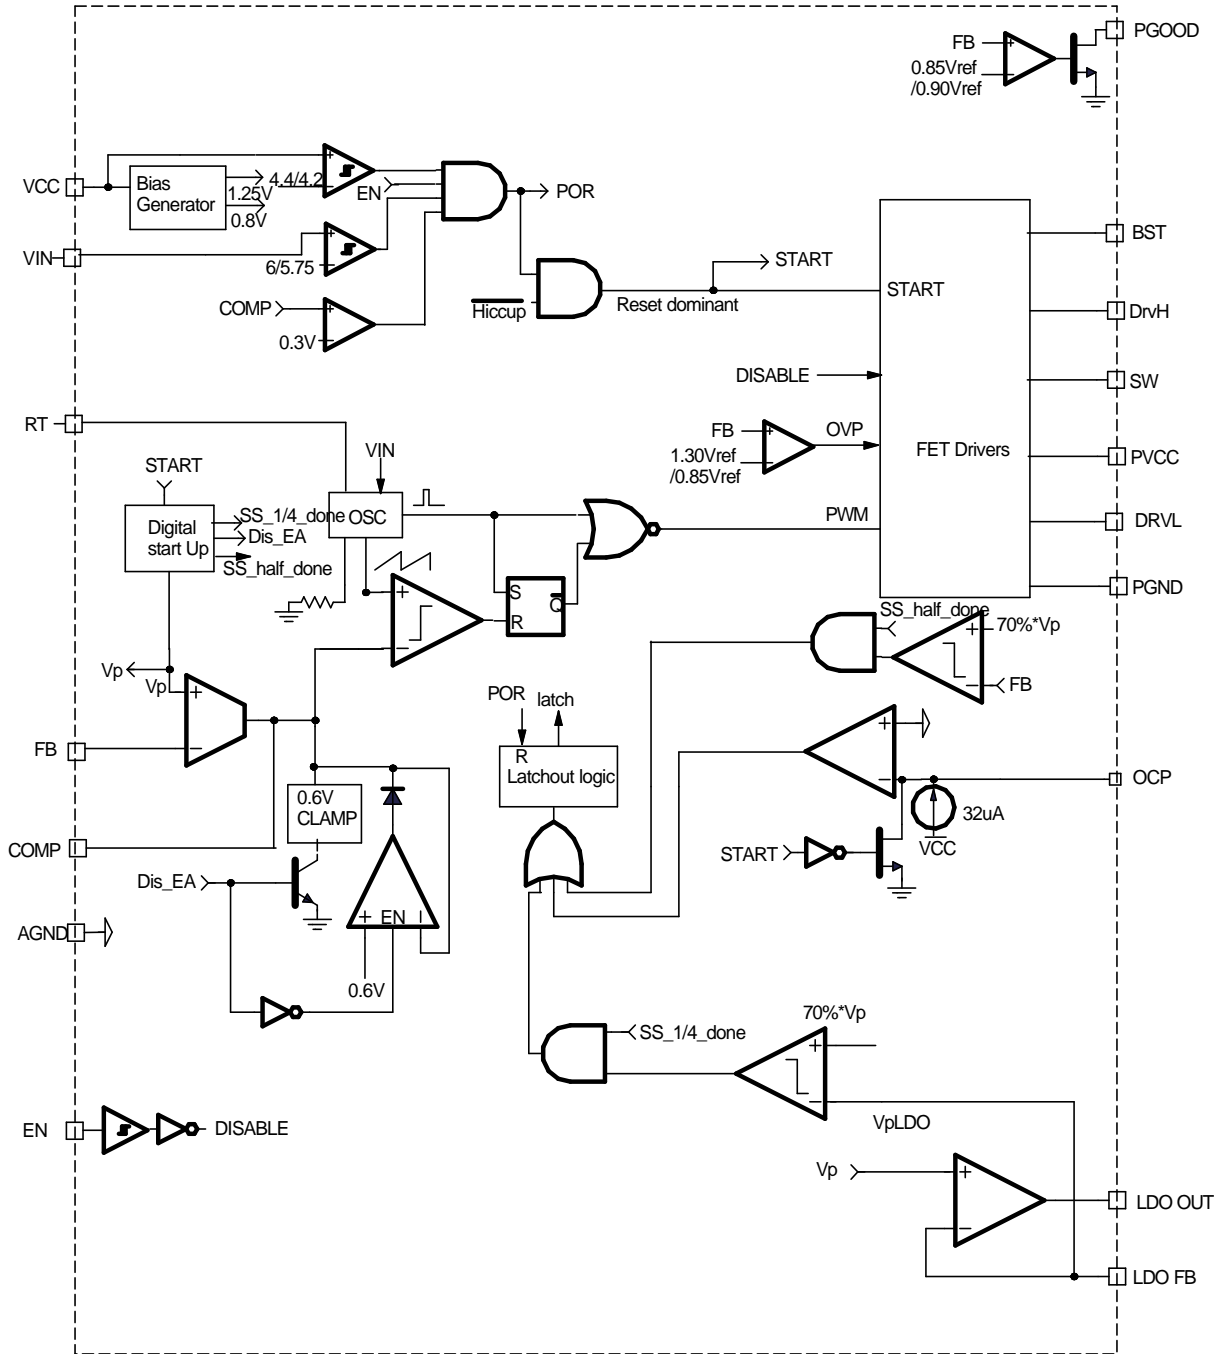 PGOOD
FB
+
0.85Vref
/0.90Vref
−
VCC
Bias
Generator
1.25V
0.8V
4.4/4.2
+
−
EN
POR
VIN
+
6/5.75
−
START
START
COMP
+
0.3V
−
Hiccup
Reset dominant
BST
DrvH
DISABLE
SW
RT
FB
+
OVP
1.30Vref
/0.85Vref
−
FET Drivers
PVCC
VIN
START
SS_1/4_done
OSC
PWM
DRVL
Digital
start Up
Dis_EA
SS_half_done
PGND
+
−
S
Q
R
SS_half_done
+
70%*Vp
−
FB
Vp
Vp
+
−
FB
POR
latch
R
Latchout logic
+
−
OCP
0.6V
CLAMP
32uA
VCC
COMP
START
Dis_EA
+
EN
−
AGND
0.6V
70%*Vp
SS_1/4_done
+
−
VpLDO
EN
DISABLE
Vp
+
−
LDO OUT
LDO FB